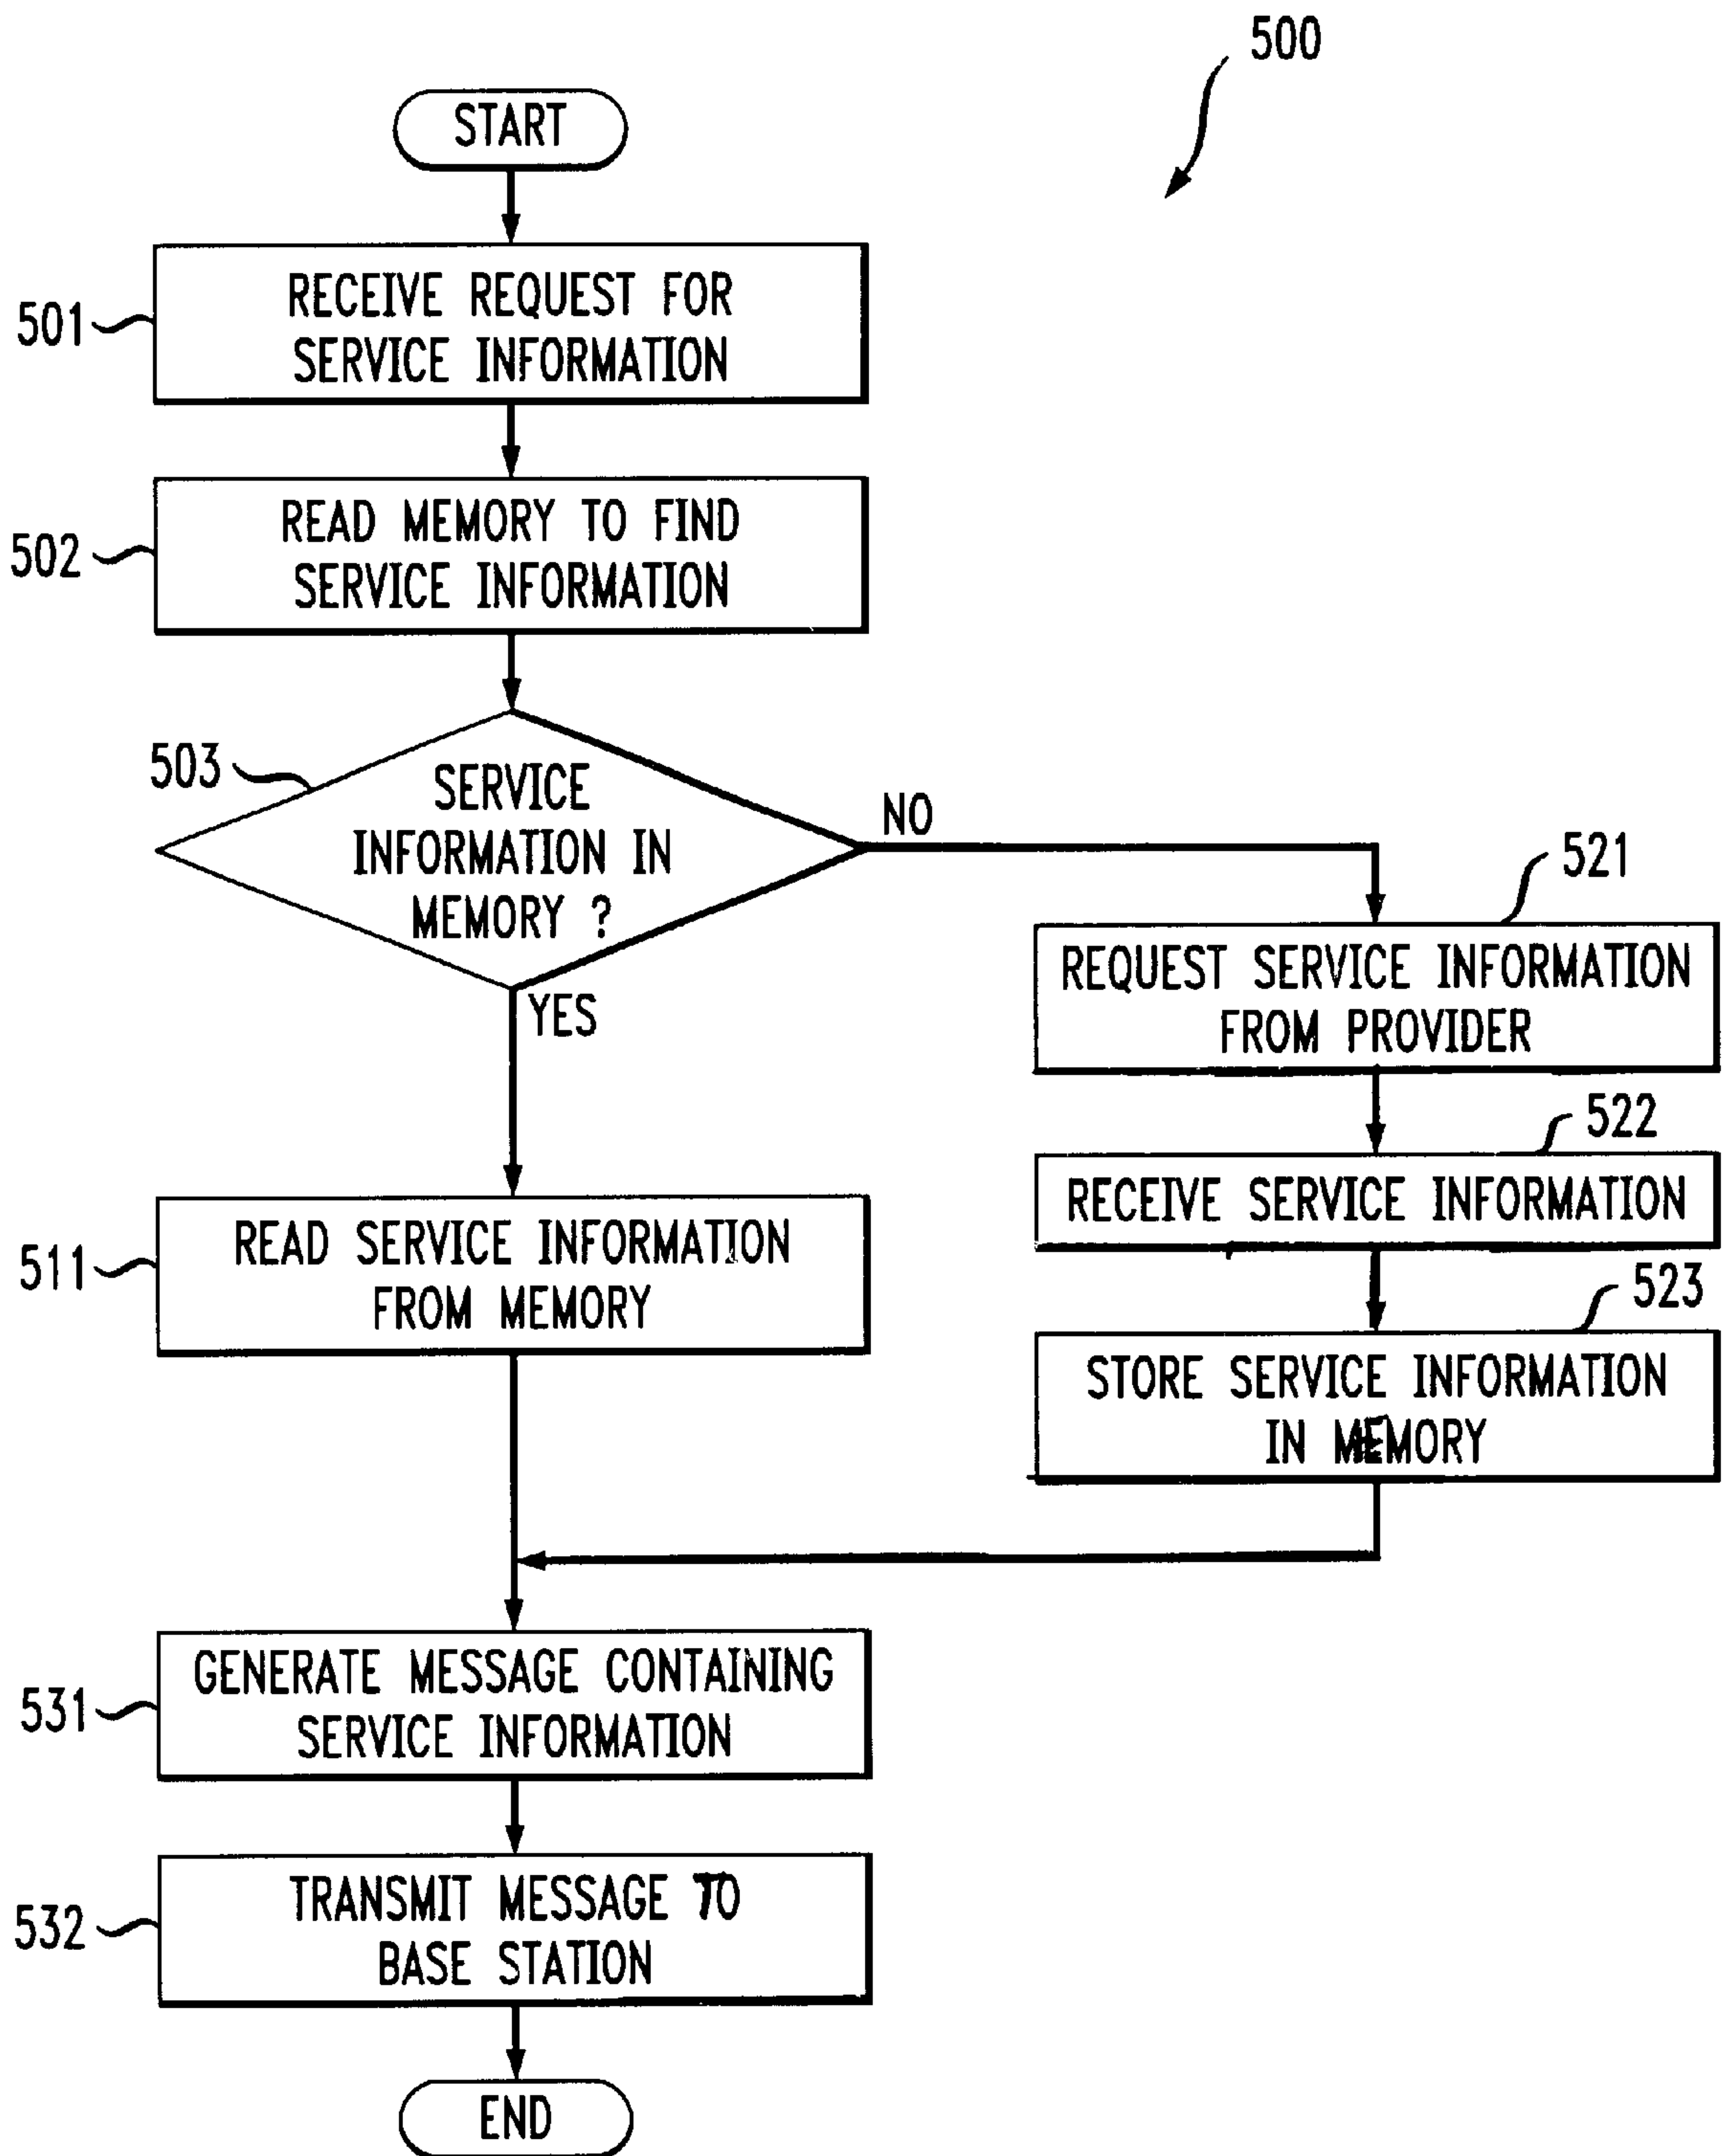 500
START
501
RECEIVE REQUEST FOR
SERVICE INFORMATION
502
READ MEMORY TO FIND
SERVICE INFORMATION
503
SERVICE
INFORMATION IN
MEMORY ?
NO
YES
521
REQUEST SERVICE INFORMATION
FROM PROVIDER
522
RECEIVE SERVICE INFORMATION
523
STORE SERVICE INFORMATION
IN MEMORY
511
READ SERVICE INFORMATION
FROM MEMORY
531
GENERATE MESSAGE CONTAINING
SERVICE INFORMATION
532
TRANSMIT MESSAGE TO
BASE STATION
END